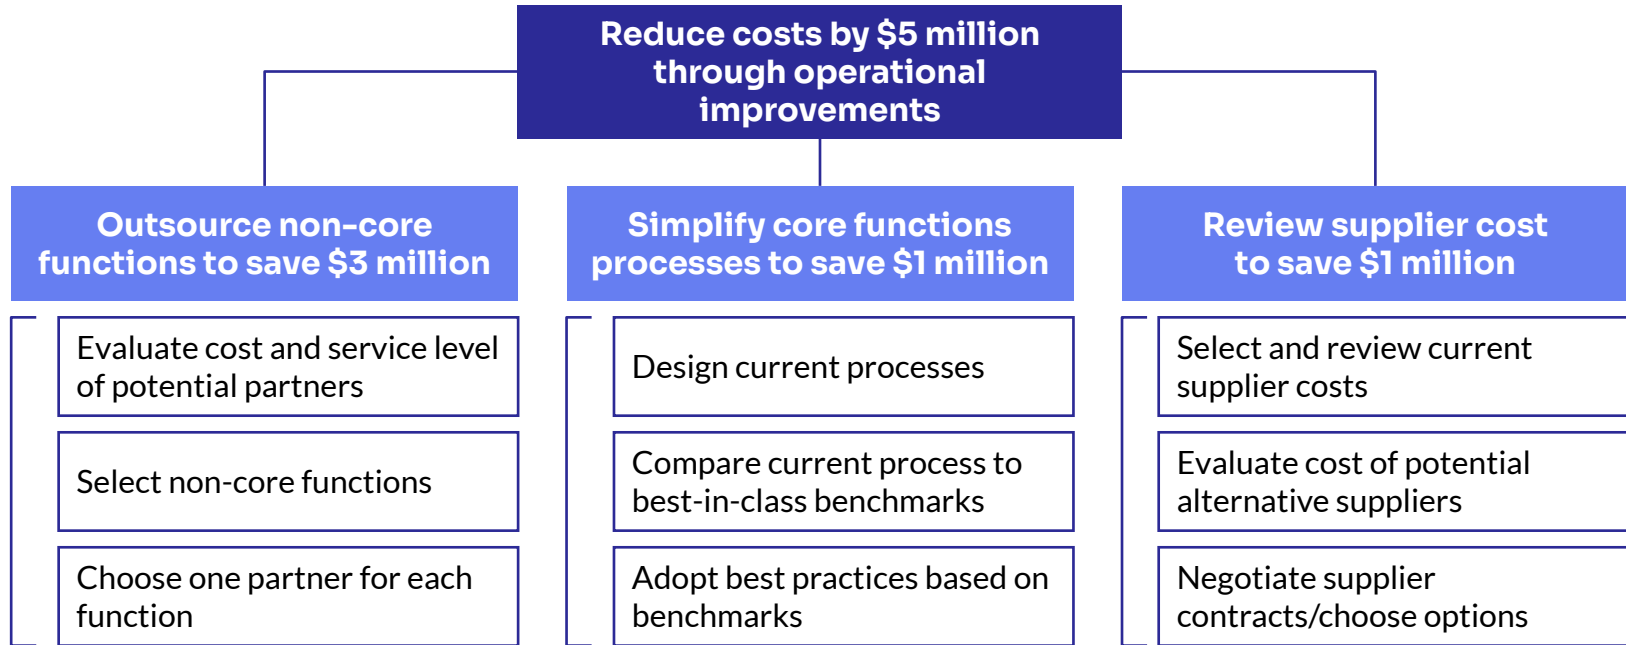 Reduce costs by $5 million
through operational
improvements
Outsource non-core
functions to save $3 million
Evaluate cost and service level
of potential partners
Select non-core functions
Choose one partner for each
function
Simplify core functions
processes to save $1 million
Design current processes
Compare current process to
best-in-class benchmarks
Adopt best practices based on
benchmarks
Review supplier cost
to save $1 million
Select and review current
supplier costs
Evaluate cost of potential
alternative suppliers
Negotiate supplier
contracts/choose options